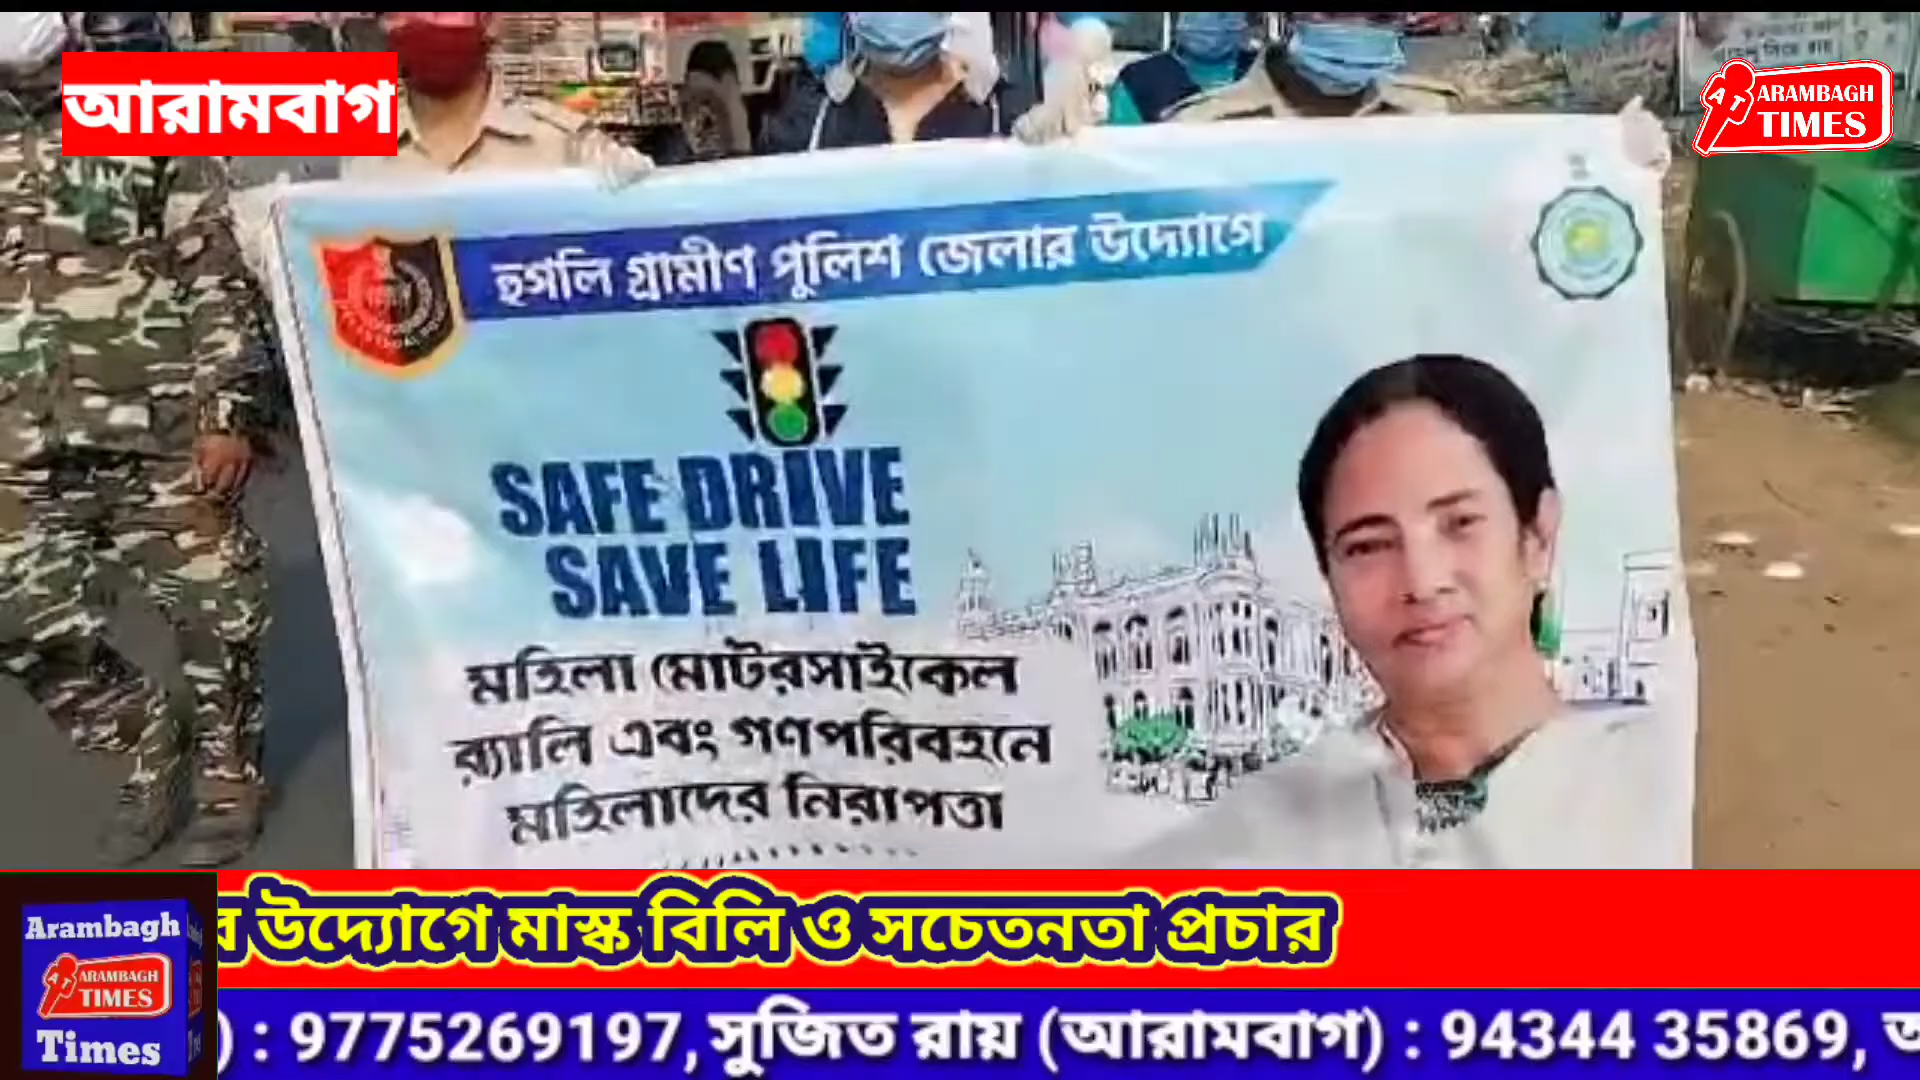 আরামবাগ
ARAMBAGH
TIMES
হুগলি গ্রামীণ পুলিশ জেলার উদ্যোগে
SAFE DRIVE
SAVE LIFE
মহিলা মোটরসাইকেল
র‍্যালি এবং গণপরিবহনে
মহিলাদের নিরাপত্তা
উদ্যোগে মাস্ক বিলি ও সচেতনতা প্রচার
Arambagh
ARAMBAGH
TIMES
Times
) : 9775269197, সুজিত রায় (আরামবাগ) : 94344 35869,